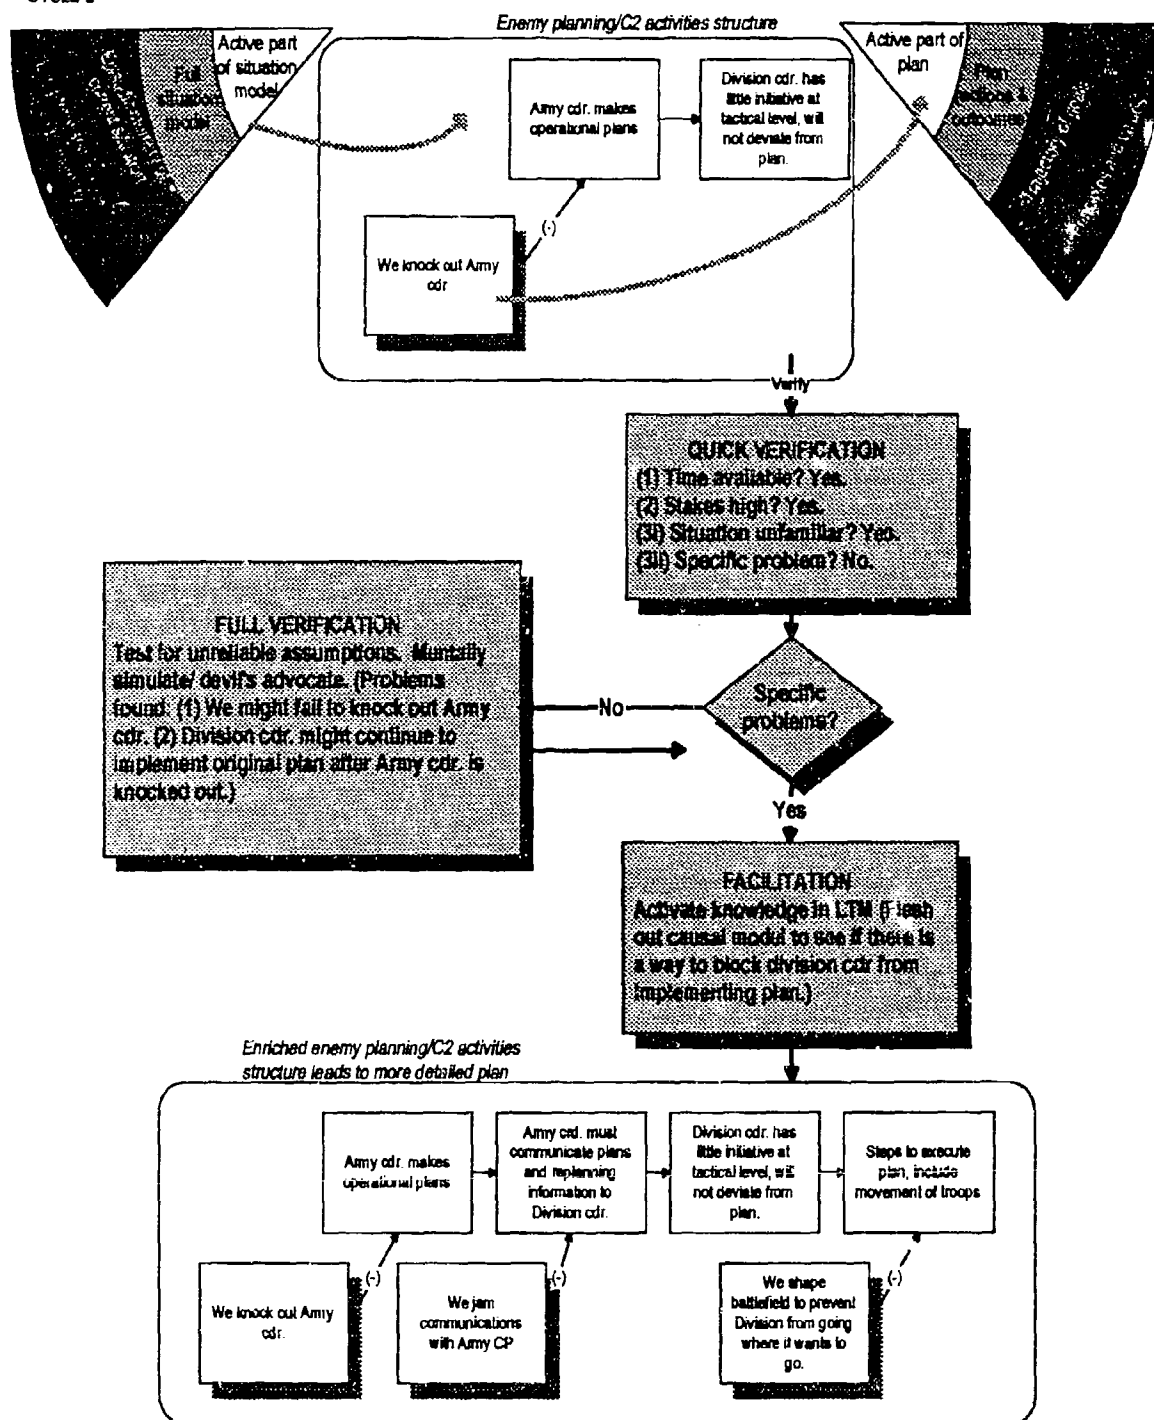 Enemy planning/C2 activities structure
Active part
of situation
model
Full
situation
model
Active part of
plan
Plan
actions &
outcomes
Army cdr. makes
operational plans
Division cdr. has
little initiative at
tactical level, will
not deviate from
plan.
(-)
We knock out Army
cdr
Verify
QUICK VERIFICATION
(1) Time available? Yes.
(2) Stakes high? Yes.
(3i) Situation unfamiliar? Yes.
(3ii) Specific problem? No.
FULL VERIFICATION
Test for unreliable assumptions. Mentally
simulate/ devil's advocate. (Problems
found: (1) We might fail to knock out Army
cdr. (2) Division cdr. might continue to
implement original plan after Army cdr. is
knocked out.)
No
Specific
problems?
Yes
FACILITATION
Activate knowledge in LTM (Flesh
out causal model to see if there is
a way to block division cdr from
implementing plan.)
Enriched enemy planning/C2 activities
structure leads to more detailed plan
Army cdr. makes
operational plans
Army crd. must
communicate plans
and replanning
information to
Division cdr.
Division cdr. has
little initiative at
tactical level, will
not deviate from
plan.
Steps to execute
plan, include
movement of troops
(-)
(-)
(-)
We knock out Army
cdr.
We jam
communications
with Army CP
We shape
battlefield to prevent
Division from going
where it wants to
go.